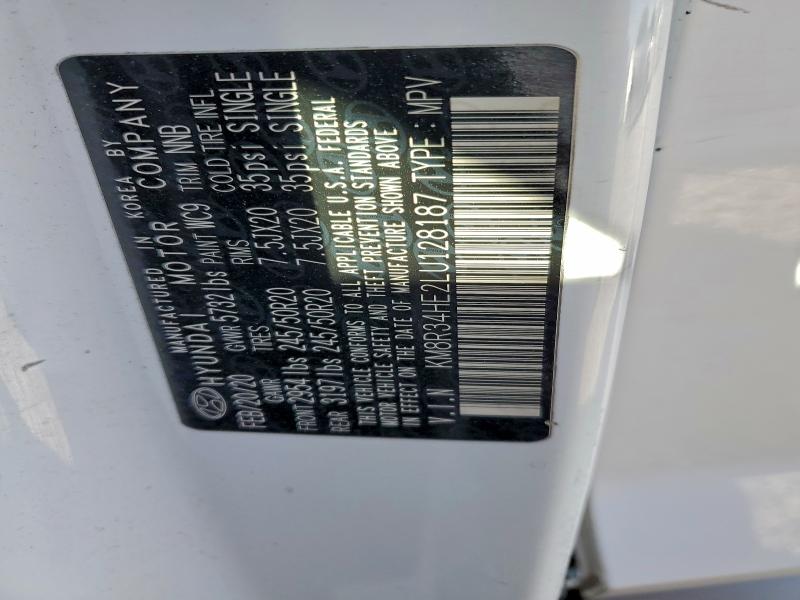 MANUFACTURED IN KOREA BY
HYUNDAI MOTOR COMPANY
FEB/20/20 GVWR 5732 lbs PAINT WC9 TRIM NNB
GAWR TIRES RMS COLD TIRE INFL
FRONT 2954 lbs 245/50R20 7.5JX20 35psi SINGLE
REAR 3197 lbs 245/50R20 7.5JX20 35psi SINGLE
THIS VEHICLE CONFORMS TO ALL APPLICABLE U.S.A. FEDERAL
MOTOR VEHICLE SAFETY AND THEFT PREVENTION STANDARDS
IN EFFECT ON THE DATE OF MANUFACTURE SHOWN ABOVE
V.I.N KM8R34HE2LU128187 TYPE : MPV